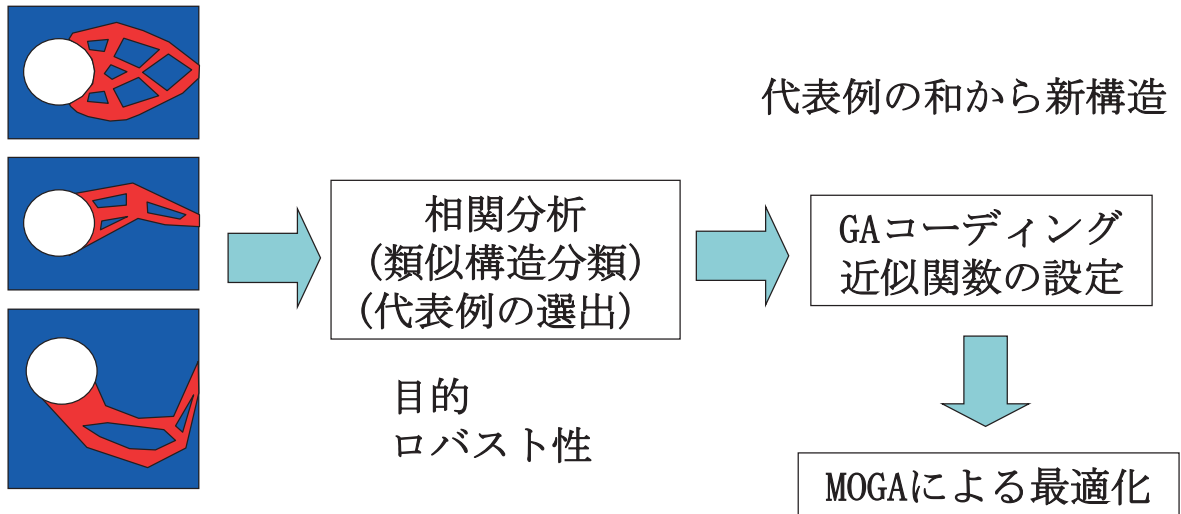 代表例の和から新構造
相関分析
(類似構造分類)
(代表例の選出)
GAコーディング
近似関数の設定
目的
ロバスト性
MOGAによる最適化